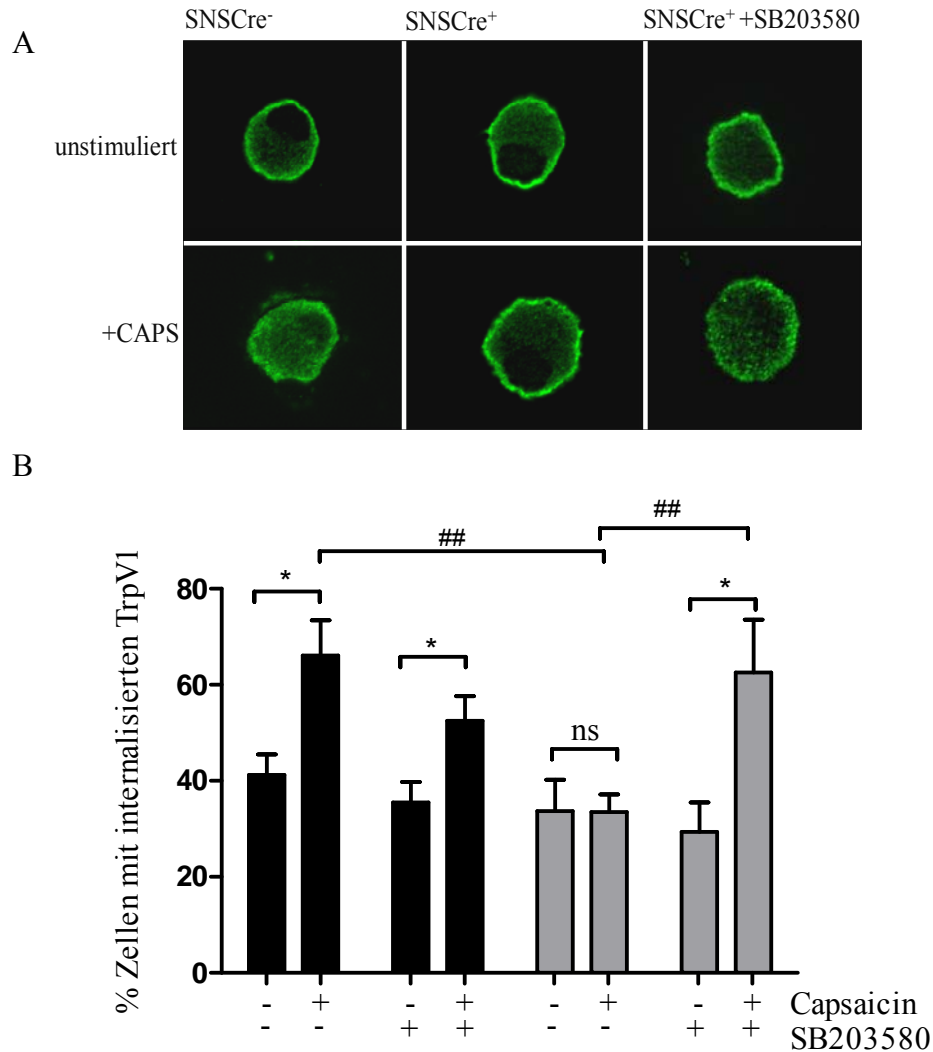 SNSCre⁻ SNSCre⁺ SNSCre⁺+SB203580
A
unstimuliert
+CAPS
B
% Zellen mit internalisierten TrpV1
## ##
* * ns *
80
60
40
20
0
- + - + - + - + Capsaicin
- - + + - - + + SB203580